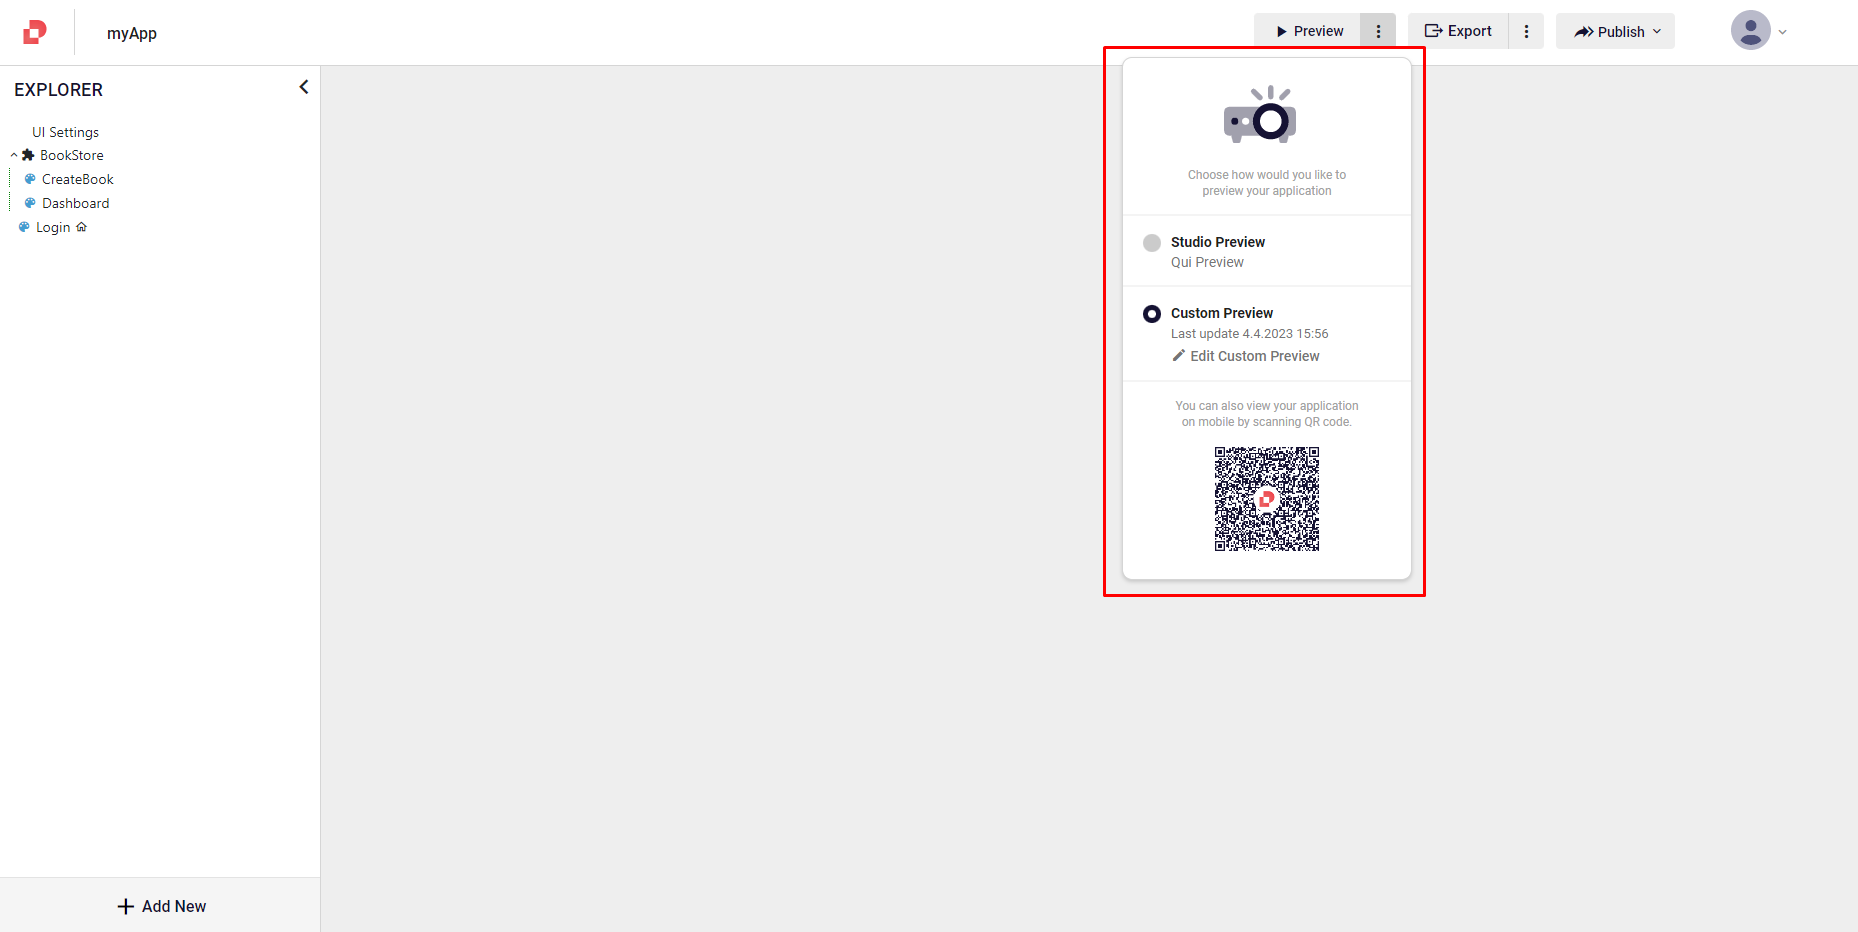 myApp
Preview
Export
Publish
EXPLORER
UI Settings
BookStore
CreateBook
Dashboard
Login
Choose how would you like to
preview your application
Studio Preview
Qui Preview
Custom Preview
Last update 4.4.2023 15:56
Edit Custom Preview
You can also view your application
on mobile by scanning QR code.
Add New